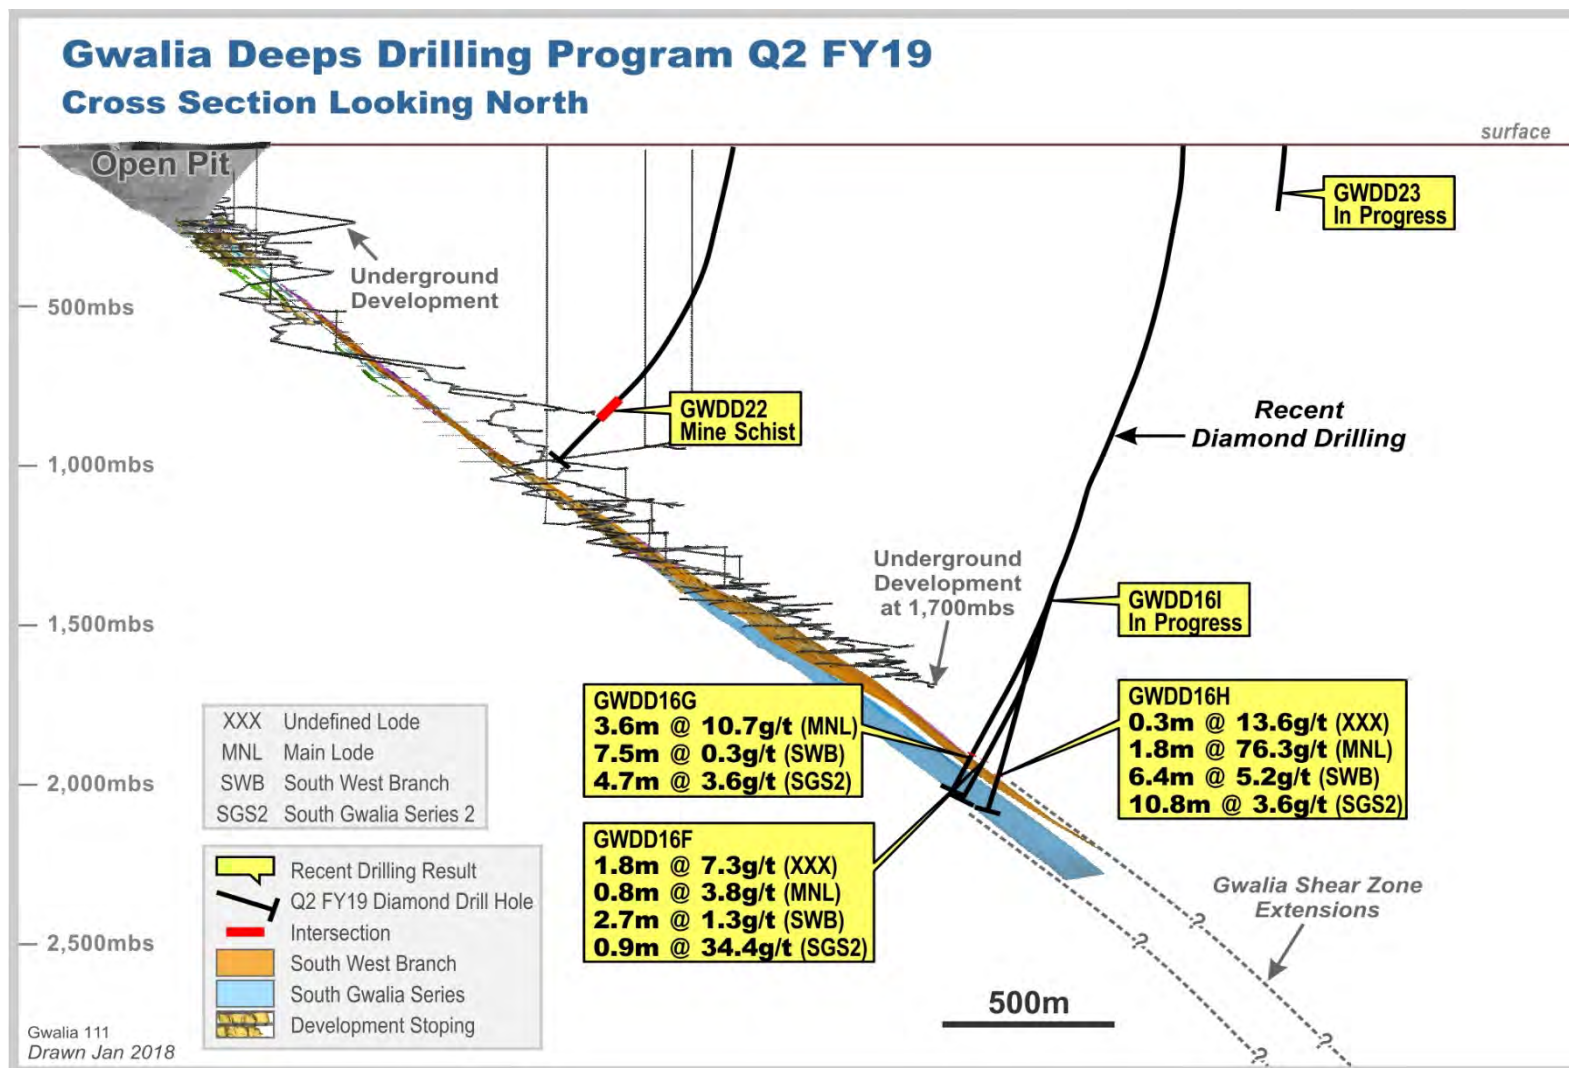 Gwalia Deeps Drilling Program Q2 FY19
Cross Section Looking North
surface
Open Pit
GWDD23
In Progress
Underground
Development
500mbs
GWDD22
Mine Schist
Recent
Diamond Drilling
1,000mbs
Underground
Development
at 1,700mbs
GWDD16I
In Progress
1,500mbs
GWDD16G
3.6m @ 10.7g/t (MNL)
7.5m @ 0.3g/t (SWB)
4.7m @ 3.6g/t (SGS2)
GWDD16H
0.3m @ 13.6g/t (XXX)
1.8m @ 76.3g/t (MNL)
6.4m @ 5.2g/t (SWB)
10.8m @ 3.6g/t (SGS2)
XXX Undefined Lode
MNL Main Lode
SWB South West Branch
SGS2 South Gwalia Series 2
2,000mbs
GWDD16F
1.8m @ 7.3g/t (XXX)
0.8m @ 3.8g/t (MNL)
2.7m @ 1.3g/t (SWB)
0.9m @ 34.4g/t (SGS2)
Gwalia Shear Zone
Extensions
?
?
?
?
2,500mbs
Recent Drilling Result
Q2 FY19 Diamond Drill Hole
Intersection
South West Branch
South Gwalia Series
Development Stoping
500m
Gwalia 111
Drawn Jan 2018